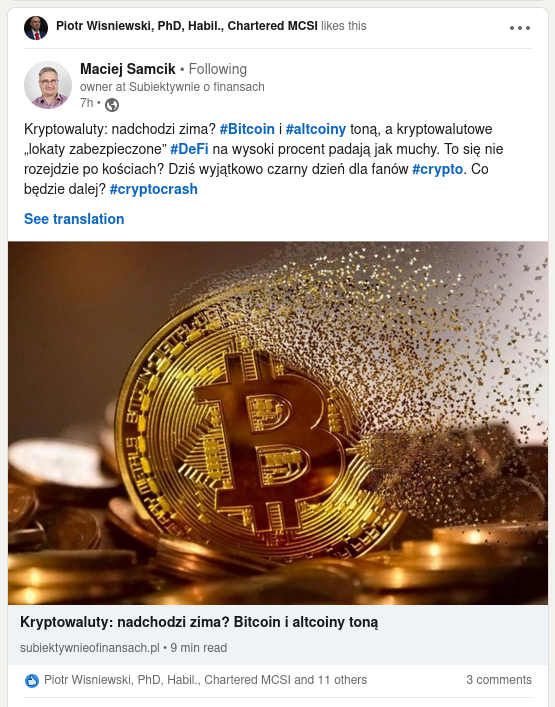 Piotr Wisniewski, PhD, Habil., Chartered MCSI likes this
Maciej Samcik • Following
owner at Subiektywnie o finansach
7h •
Kryptowaluty: nadchodzi zima? #Bitcoin i #altcoiny toną, a kryptowalutowe
„lokaty zabezpieczone” #DeFi na wysoki procent padają jak muchy. To się nie
rozejdzie po kościach? Dziś wyjątkowo czarny dzień dla fanów #crypto. Co
będzie dalej? #cryptocrash
See translation
Kryptowaluty: nadchodzi zima? Bitcoin i altcoiny toną
subiektywnieofinansach.pl • 9 min read
Piotr Wisniewski, PhD, Habil., Chartered MCSI and 11 others
3 comments